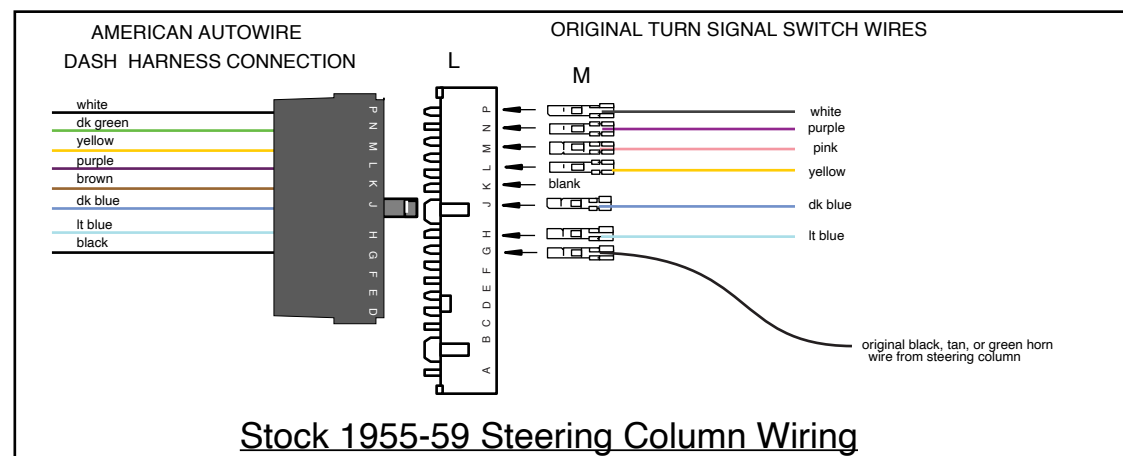 AMERICAN AUTOWIRE
DASH HARNESS CONNECTION
ORIGINAL TURN SIGNAL SWITCH WIRES
L
M
white
dk green
yellow
purple
brown
dk blue
lt blue
black
P
N
M
L
K
J
H
G
F
E
D
P
N
M
L
K
J
H
G
F
E
D
C
B
A
blank
white
purple
pink
yellow
dk blue
lt blue
original black, tan, or green horn
wire from steering column
Stock 1955-59 Steering Column Wiring